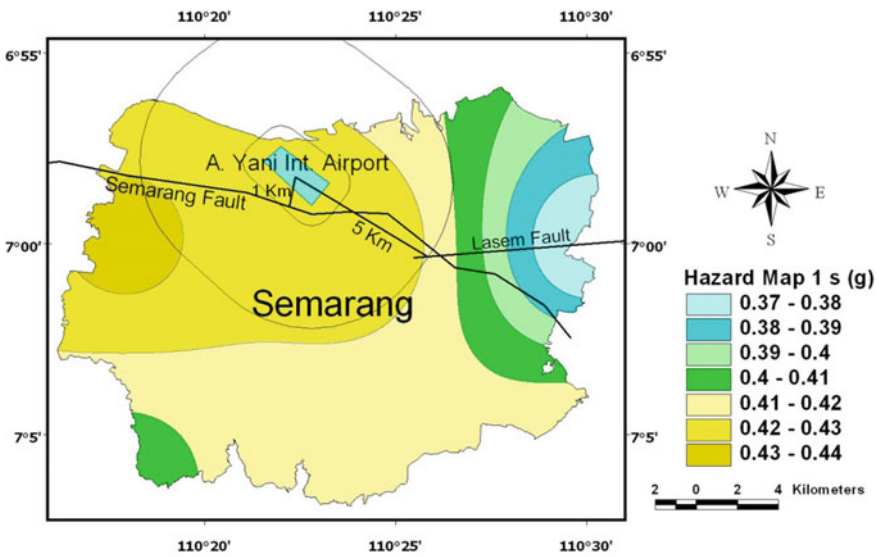 110°20' 110°25' 110°30'
6°55' 6°55'
A. Yani Int. Airport
1 Km
Semarang Fault
5 Km
Lasem Fault
7°00' 7°00'
Semarang
7°5' 7°5'
110°20' 110°25' 110°30'
N
W E
S
Hazard Map 1 s (g)
0.37 - 0.38
0.38 - 0.39
0.39 - 0.4
0.4 - 0.41
0.41 - 0.42
0.42 - 0.43
0.43 - 0.44
2 0 2 4 Kilometers